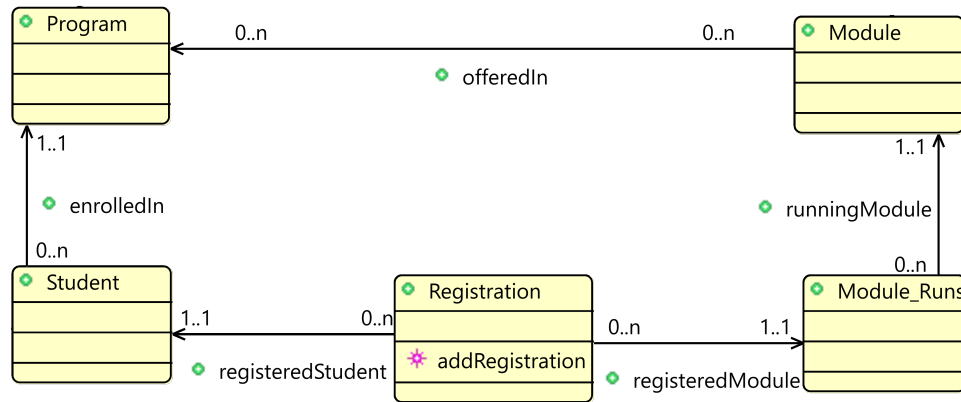 Program
Module
0..n
0..n
offeredIn
1..1
1..1
enrolledIn
runningModule
0..n
0..n
Student
Registration
Module_Runs
1..1
0..n
0..n
1..1
addRegistration
registeredStudent
registeredModule